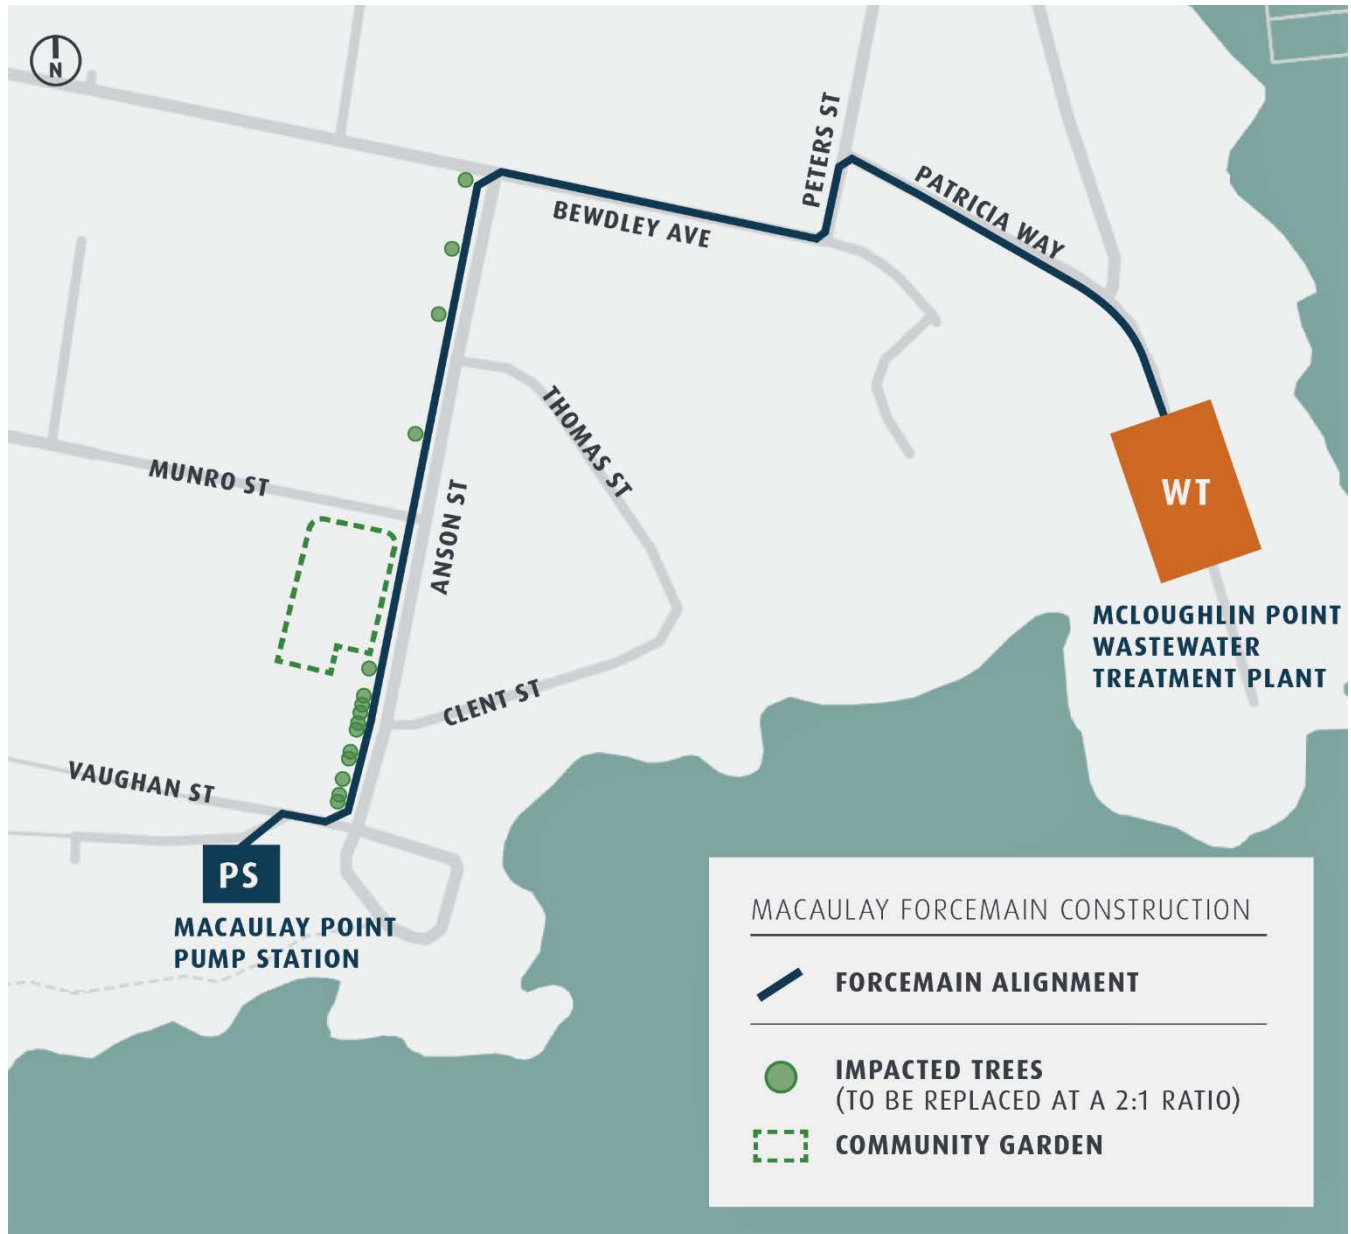 N
PETERS ST
PATRICIA WAY
BEWDLEY AVE
THOMAS ST
MUNRO ST
ANSON ST
WT
MCLOUGHLIN POINT
WASTEWATER
TREATMENT PLANT
CLENT ST
VAUGHAN ST
PS
MACAULAY POINT
PUMP STATION
MACAULAY FORCEMAIN CONSTRUCTION
FORCEMAIN ALIGNMENT
IMPACTED TREES
(TO BE REPLACED AT A 2:1 RATIO)
COMMUNITY GARDEN